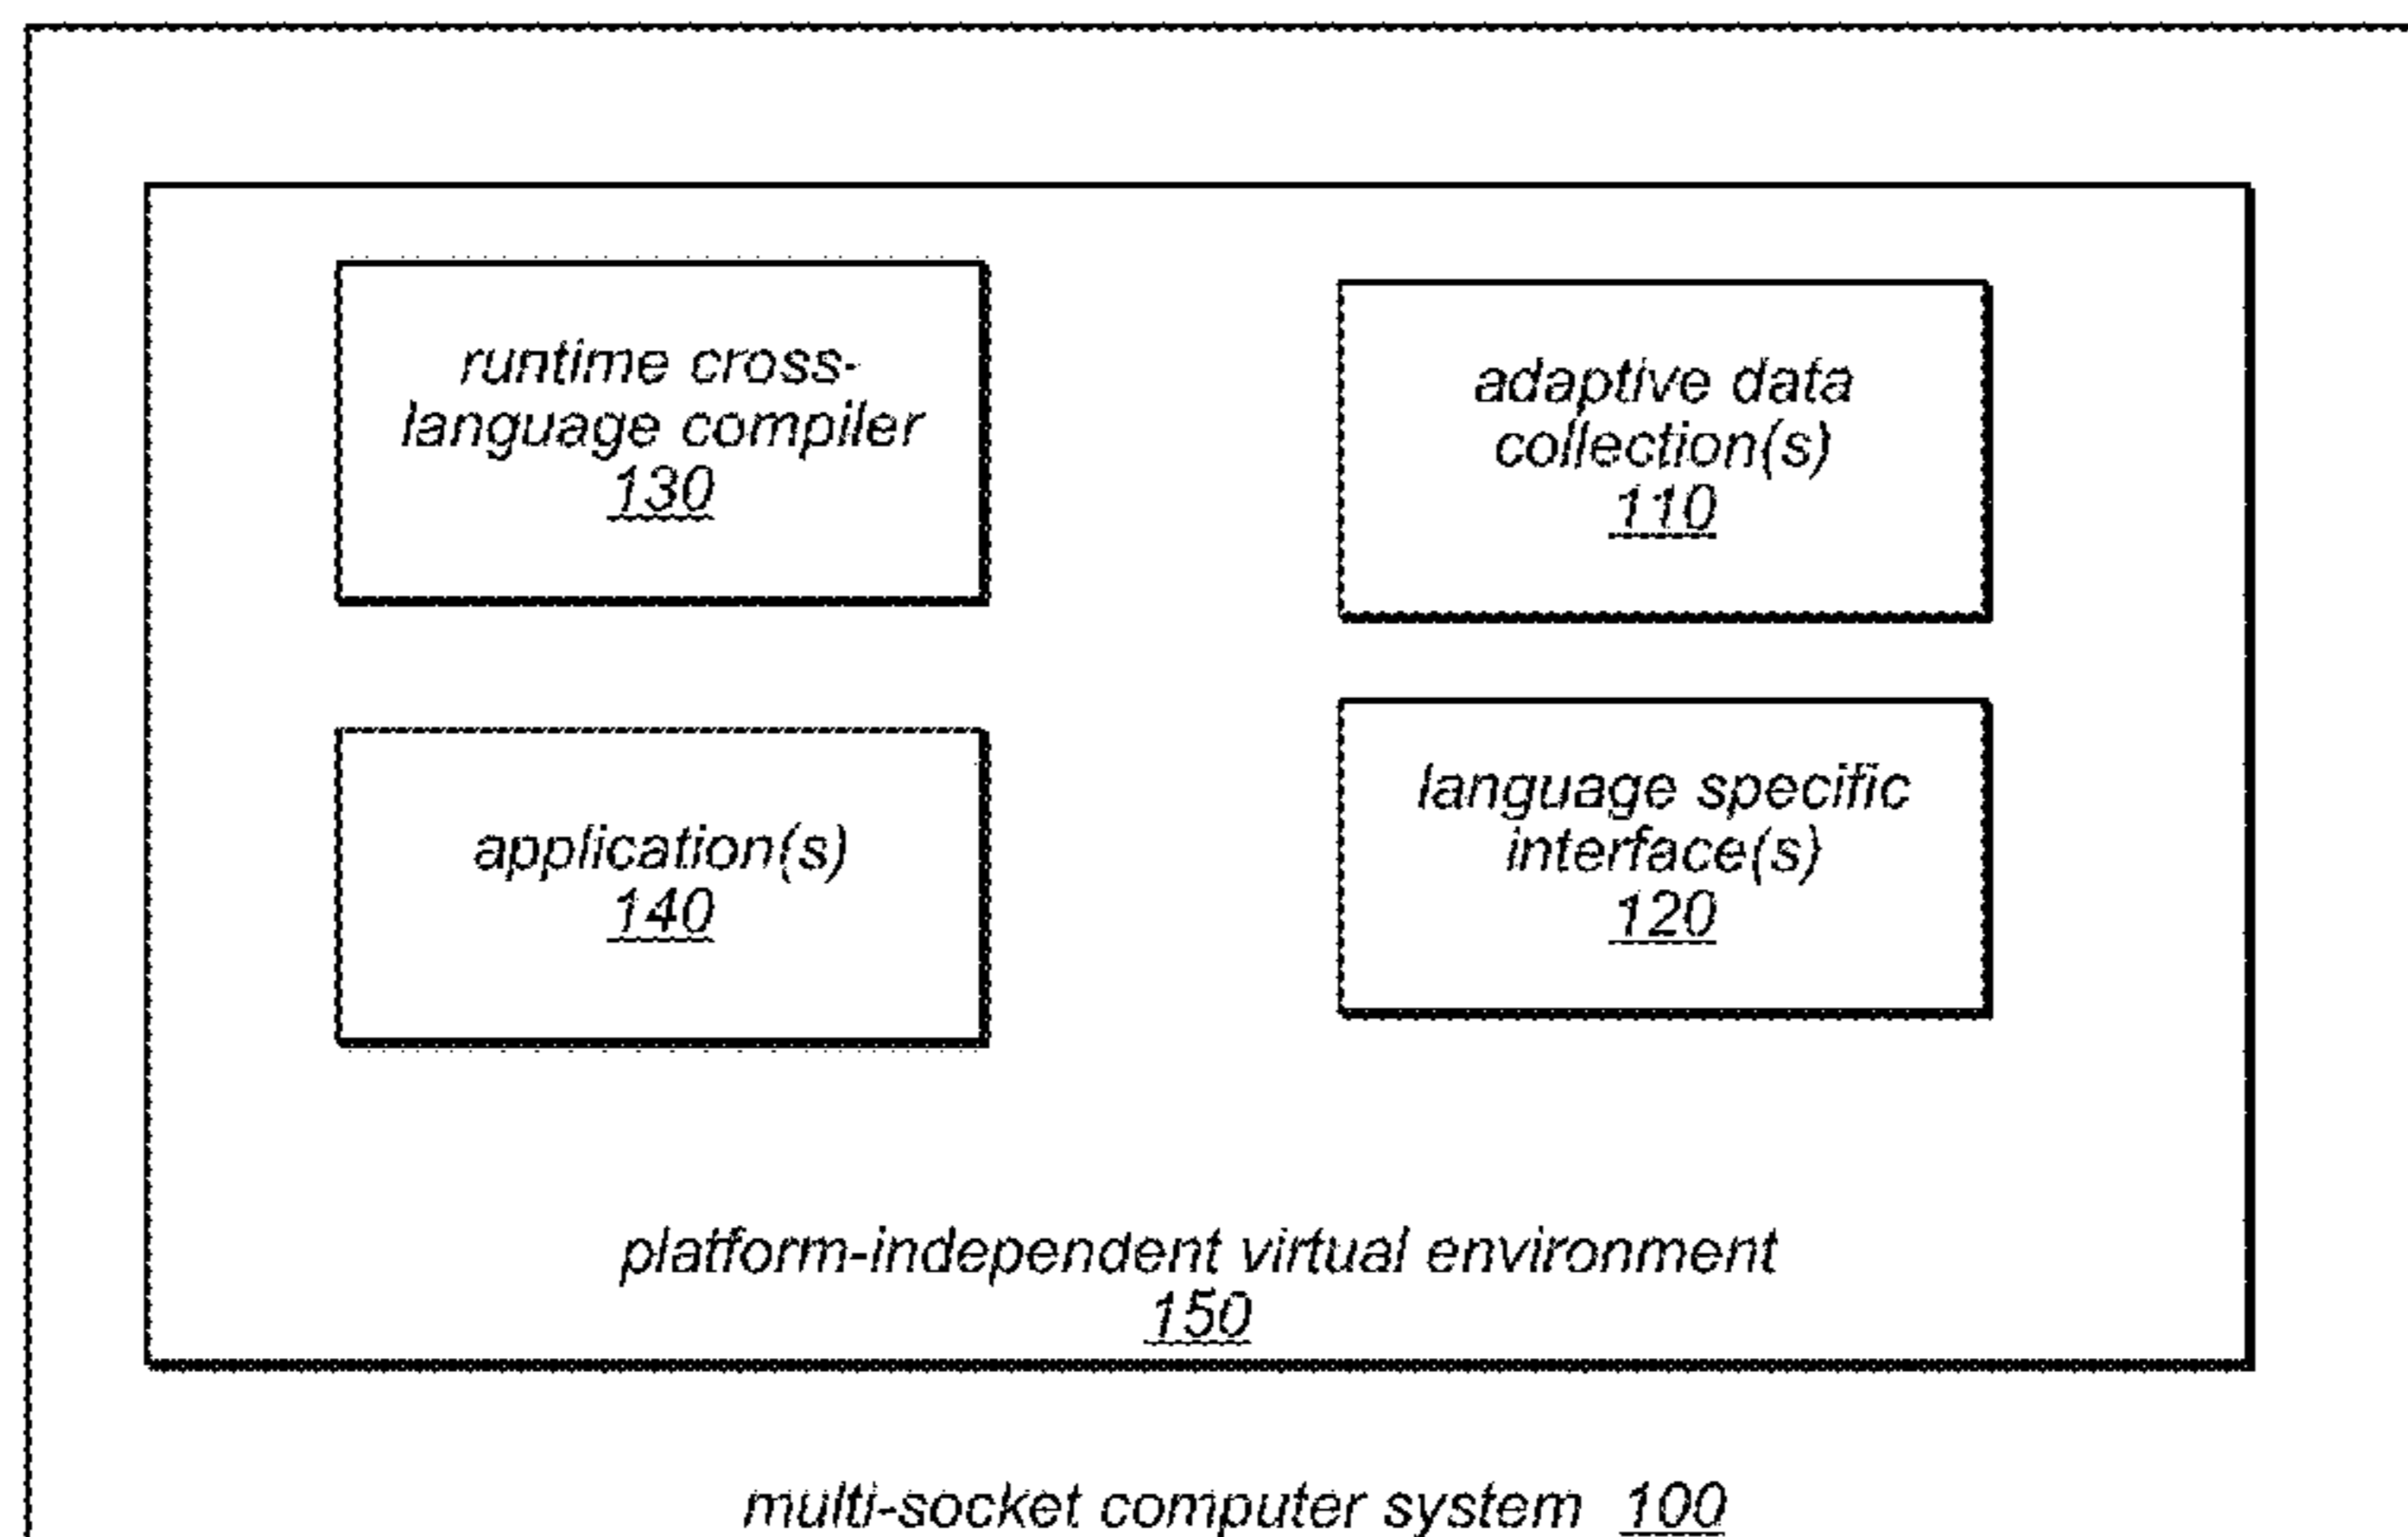 runtime cross-
language compiler
130
adaptive data
collection(s)
110
application(s)
140
language specific
interface(s)
120
platform-independent virtual environment
150
multi-socket computer system 100